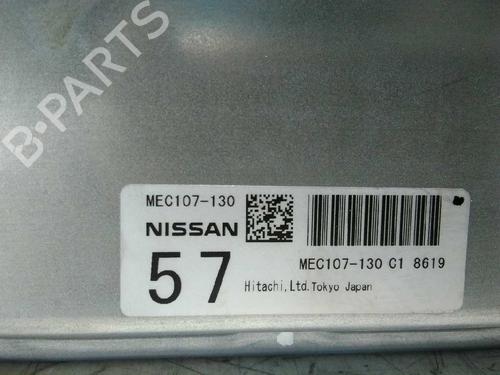 B-PARTS
MEC107-130
NISSAN
57
MEC107-130 C1 8619
Hitachi,Ltd.Tokyo Japan